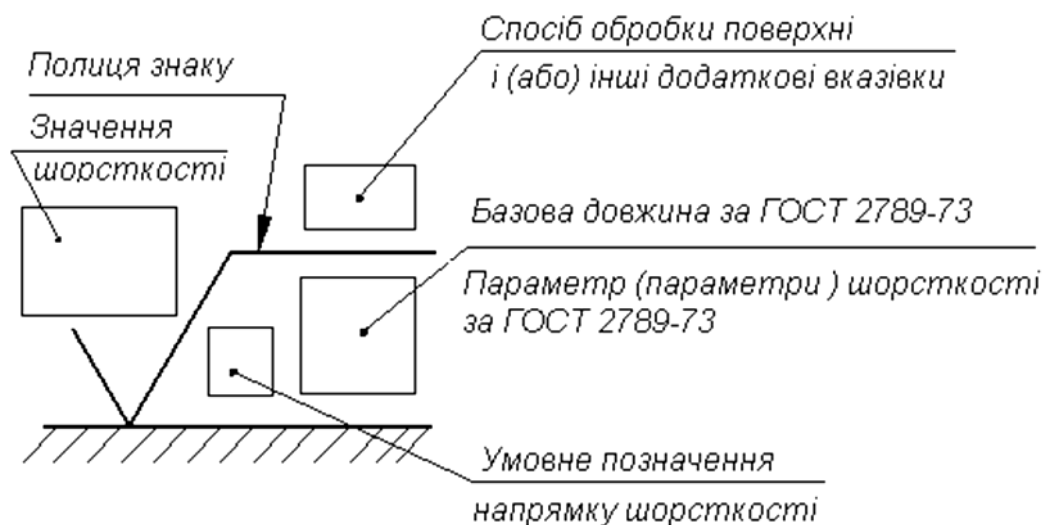 Спосіб обробки поверхні
і (або) інші додаткові вказівки
Полиця знаку
Значення
шорсткості
Базова довжина за ГОСТ 2789-73
Параметр (параметри ) шорсткості
за ГОСТ 2789-73
Умовне позначення
напрямку шорсткості